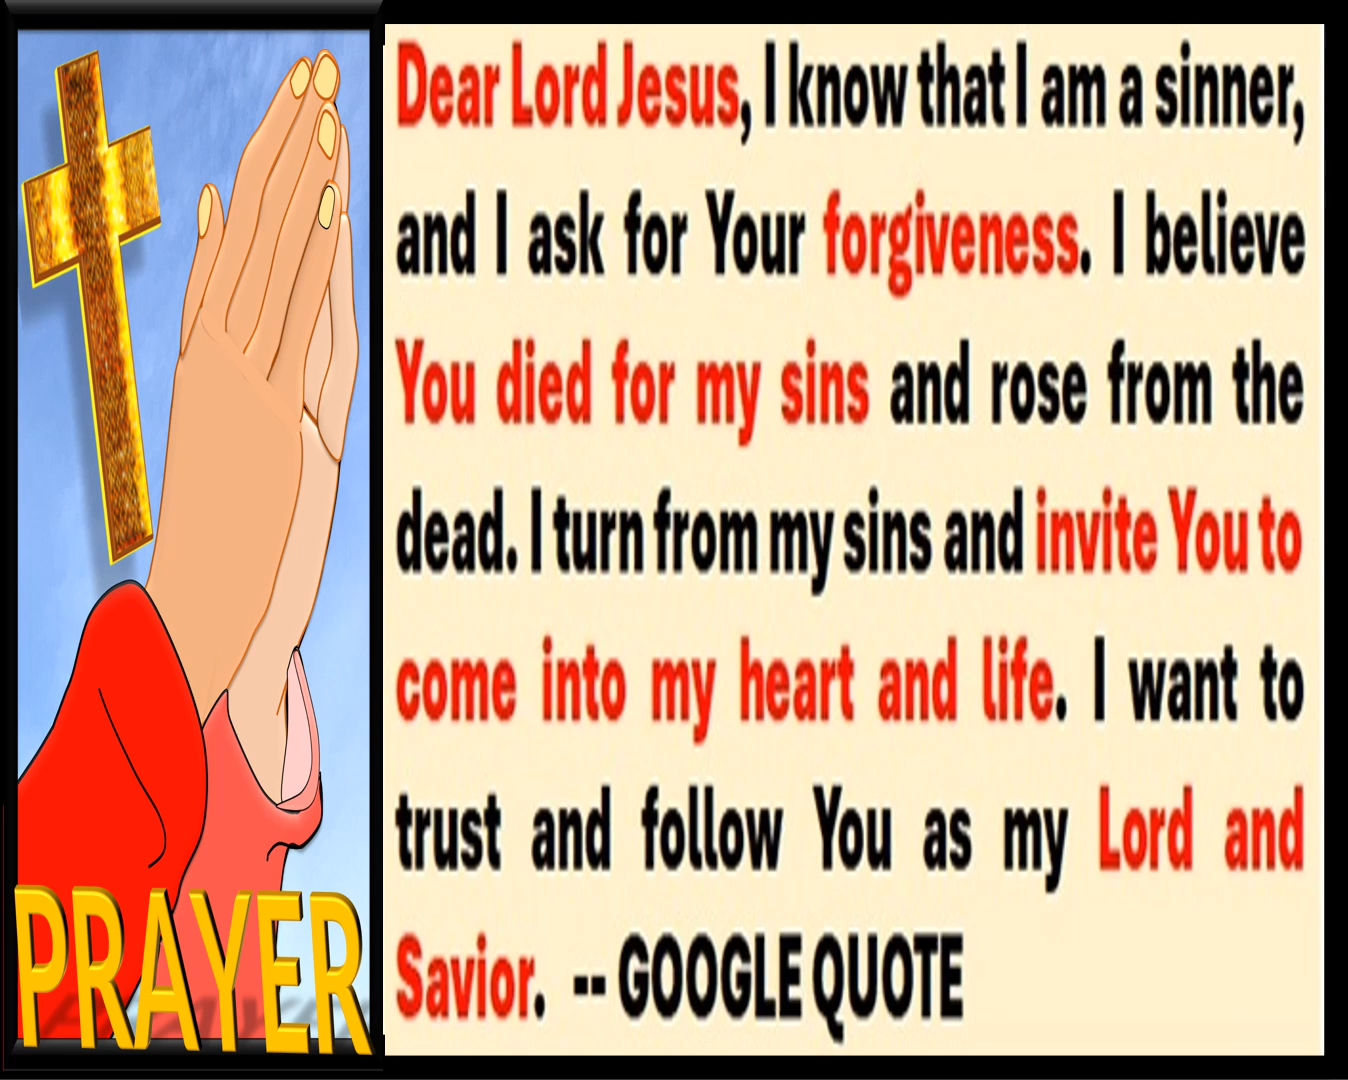 Dear Lord Jesus, I know that I am a sinner,
and I ask for Your forgiveness. I believe
You died for my sins and rose from the
dead. I turn from my sins and invite You to
come into my heart and life. I want to
trust and follow You as my Lord and
Savior. -- GOOGLE QUOTE
PRAYER